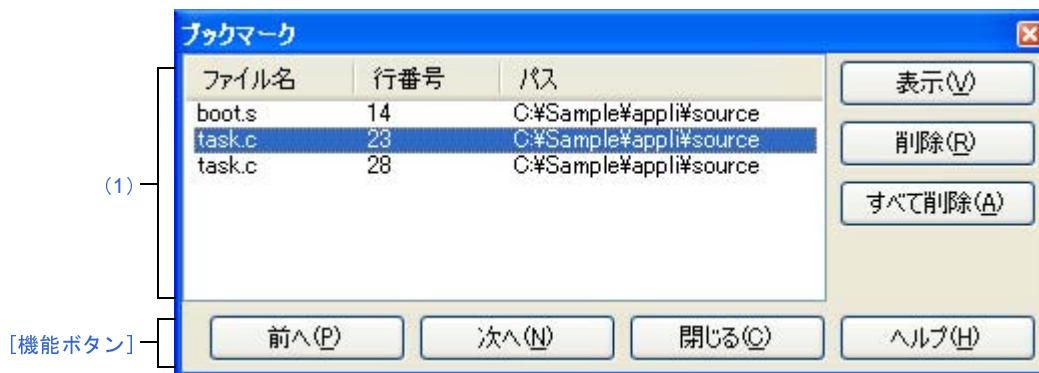 ブックマーク
(1)
ファイル名 行番号 パス
boot.s 14 C:¥Sample¥appli¥source
task.c 23 C:¥Sample¥appli¥source
task.c 28 C:¥Sample¥appli¥source
表示(V)
削除(R)
すべて削除(A)
[機能ボタン]
前へ(P) 次へ(N) 閉じる(C) ヘルプ(H)